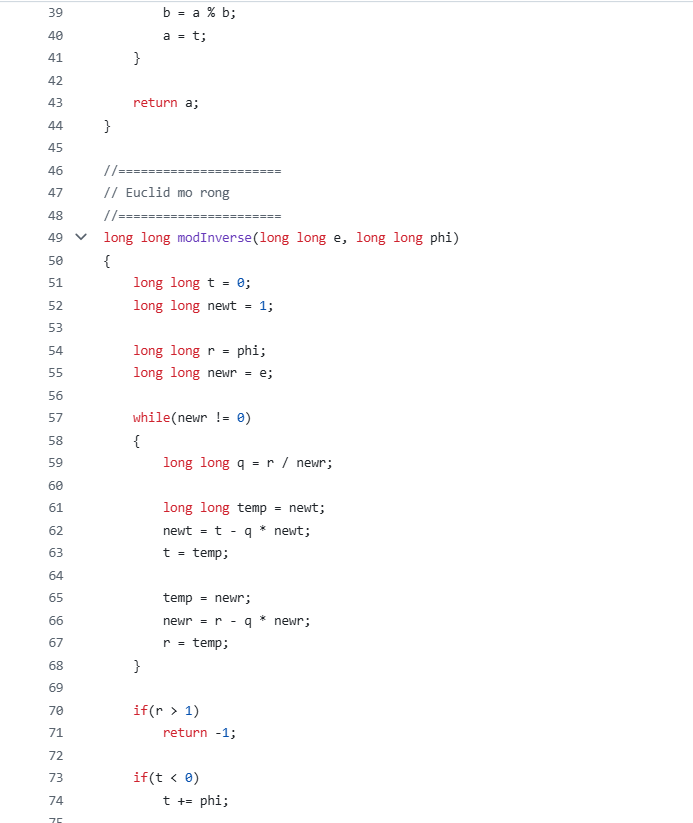 39 b = a % b;
40 a = t;
41 }
42
43 return a;
44 }
45
46 //======================
47 // Euclid mo rong
48 //======================
49 long long modInverse(long long e, long long phi)
50 {
51 long long t = 0;
52 long long newt = 1;
53
54 long long r = phi;
55 long long newr = e;
56
57 while(newr != 0)
58 {
59 long long q = r / newr;
60
61 long long temp = newt;
62 newt = t - q * newt;
63 t = temp;
64
65 temp = newr;
66 newr = r - q * newr;
67 r = temp;
68 }
69
70 if(r > 1)
71 return -1;
72
73 if(t < 0)
74 t += phi;
75